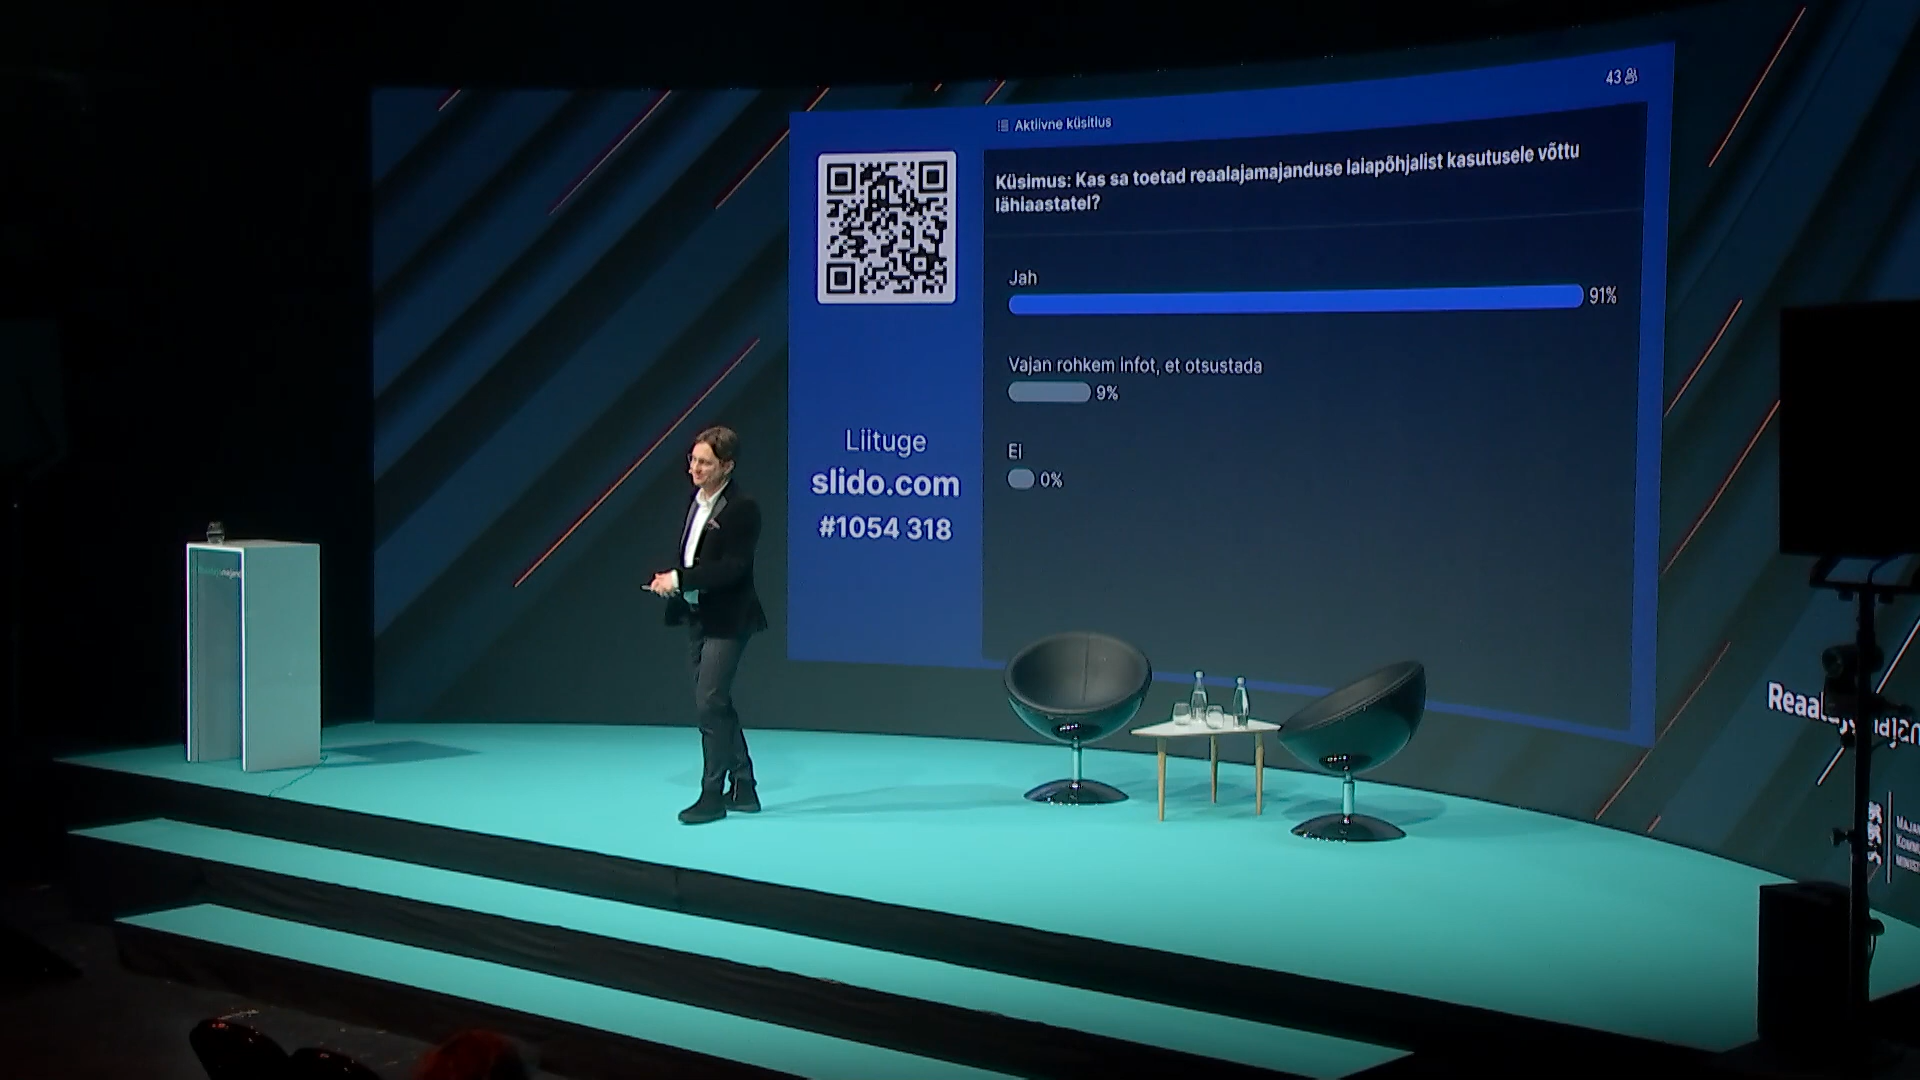 43
Aktiivne küsitlus
Küsimus: Kas sa toetad reaalajamajanduse laiapõhjalist kasutusele võttu
lähiaastatel?
Jah
91%
Vajan rohkem infot, et otsustada
9%
Ei
0%
Liituge
slido.com
#1054 318